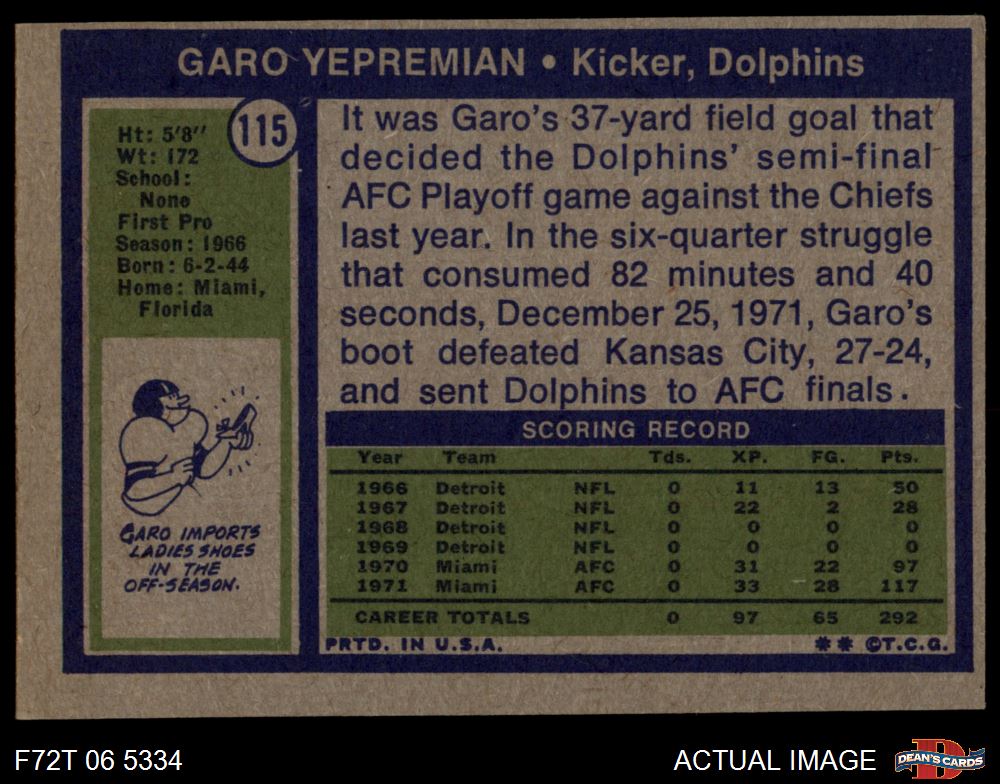 GARO YEPREMIAN • Kicker, Dolphins
115
Ht: 5'8"
Wt: 172
School:
None
First Pro
Season: 1966
Born: 6-2-44
Home: Miami,
Florida
GARO IMPORTS
LADIES SHOES
IN THE
OFF-SEASON.
It was Garo's 37-yard field goal that
decided the Dolphins' semi-final
AFC Playoff game against the Chiefs
last year. In the six-quarter struggle
that consumed 82 minutes and 40
seconds, December 25, 1971, Garo's
boot defeated Kansas City, 27-24,
and sent Dolphins to AFC finals.
SCORING RECORD
Year Team Tds. XP. FG. Pts.
1966 Detroit NFL 0 11 13 50
1967 Detroit NFL 0 22 2 28
1968 Detroit NFL 0 0 0 0
1969 Detroit NFL 0 0 0 0
1970 Miami AFC 0 31 22 97
1971 Miami AFC 0 33 28 117
CAREER TOTALS 0 97 65 292
PRTD. IN U.S.A. ** ©T.C.G.
F72T 06 5334 ACTUAL IMAGE
DEAN'S CARDS